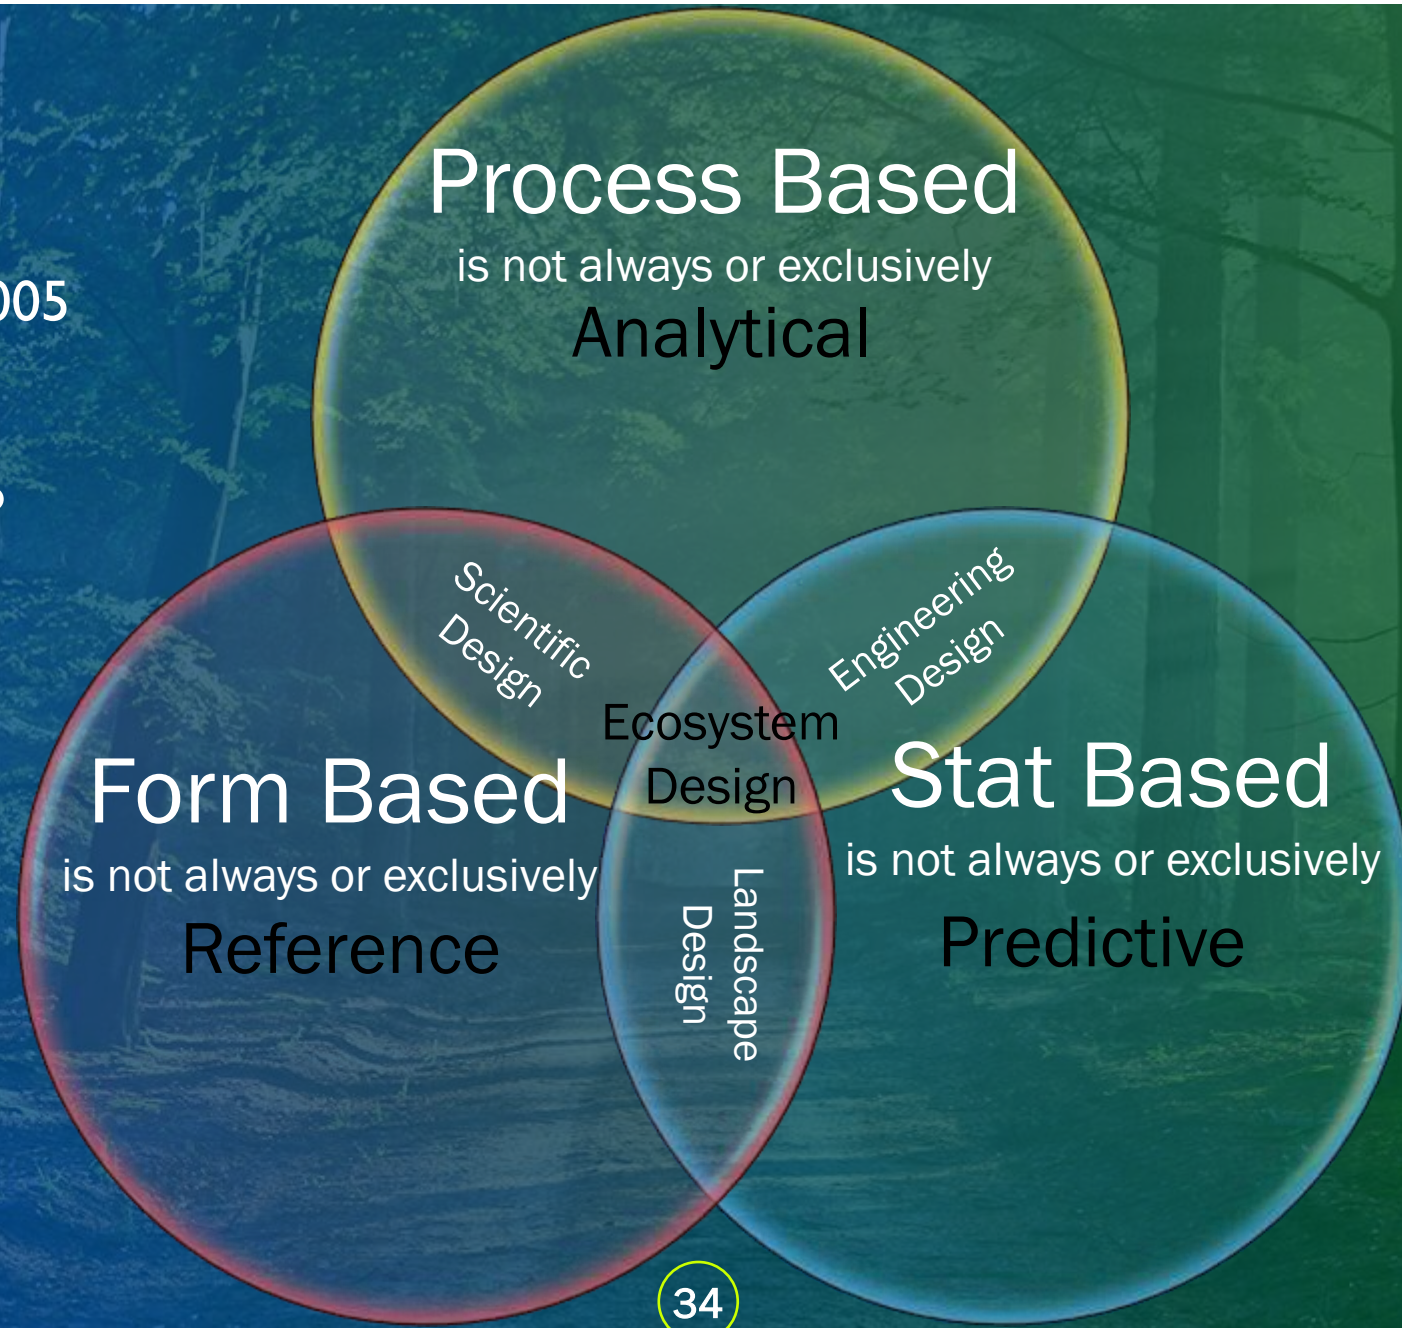 Process Based
is not always or exclusively
Analytical
005
?
Scientific
Design
Engineering
Design
Ecosystem
Design
Form Based
is not always or exclusively
Reference
Stat Based
is not always or exclusively
Predictive
Landscape
Design
34